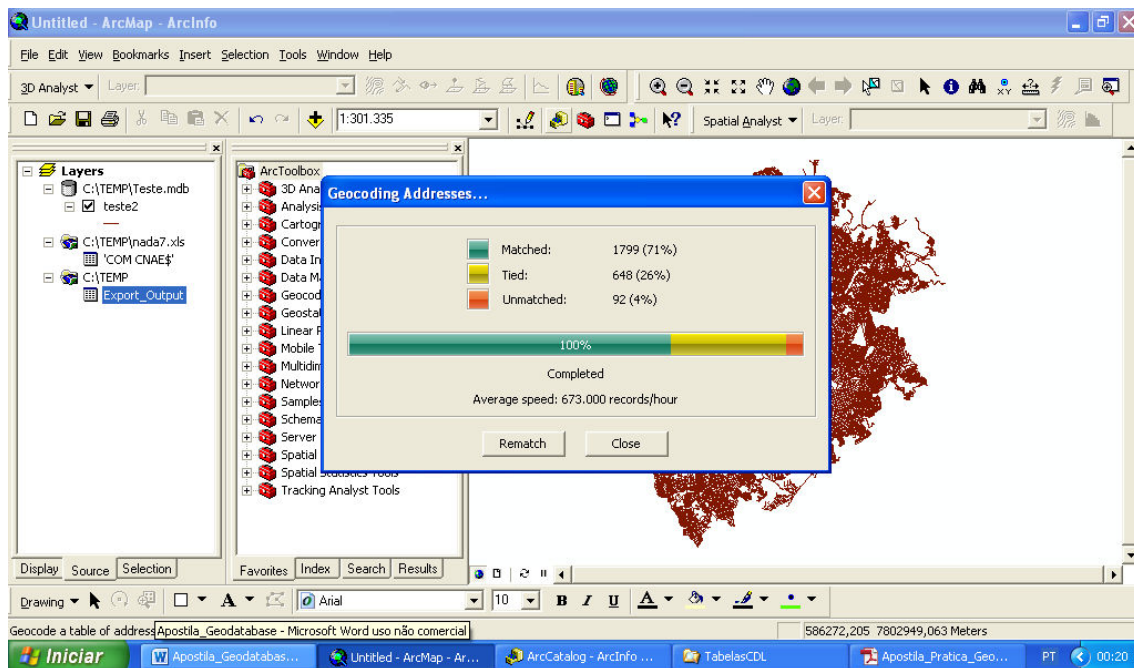 Untitled - ArcMap - ArcInfo
File Edit View Bookmarks Insert Selection Tools Window Help
3D Analyst Layer:
1:301.335 Spatial Analyst Layer:
Layers
C:\TEMP\Teste.mdb
teste2
C:\TEMP\nada7.xls
'COM CNAE$'
C:\TEMP
Export_Output
Display Source Selection
ArcToolbox
3D Ana
Analysis
Cartogr
Conver
Data In
Data M
Geocod
Geosta
Linear R
Mobile T
Multidim
Networ
Samples
Schema
Server
Spatial
Spatial Statistics Tools
Tracking Analyst Tools
Favorites Index Search Results
Geocoding Addresses...
Matched: 1799 (71%)
Tied: 648 (26%)
Unmatched: 92 (4%)
100%
Completed
Average speed: 673.000 records/hour
Rematch Close
Drawing A Arial 10 B I U A
Geocode a table of address
Apostila_Geodatabase - Microsoft Word uso não comercial
586272,205 7802949,063 Meters
Iniciar Apostila_Geodatabas... Untitled - ArcMap - Ar... ArcCatalog - ArcInfo ... TabelasCDL Apostila_Pratica_Geo... PT 00:20